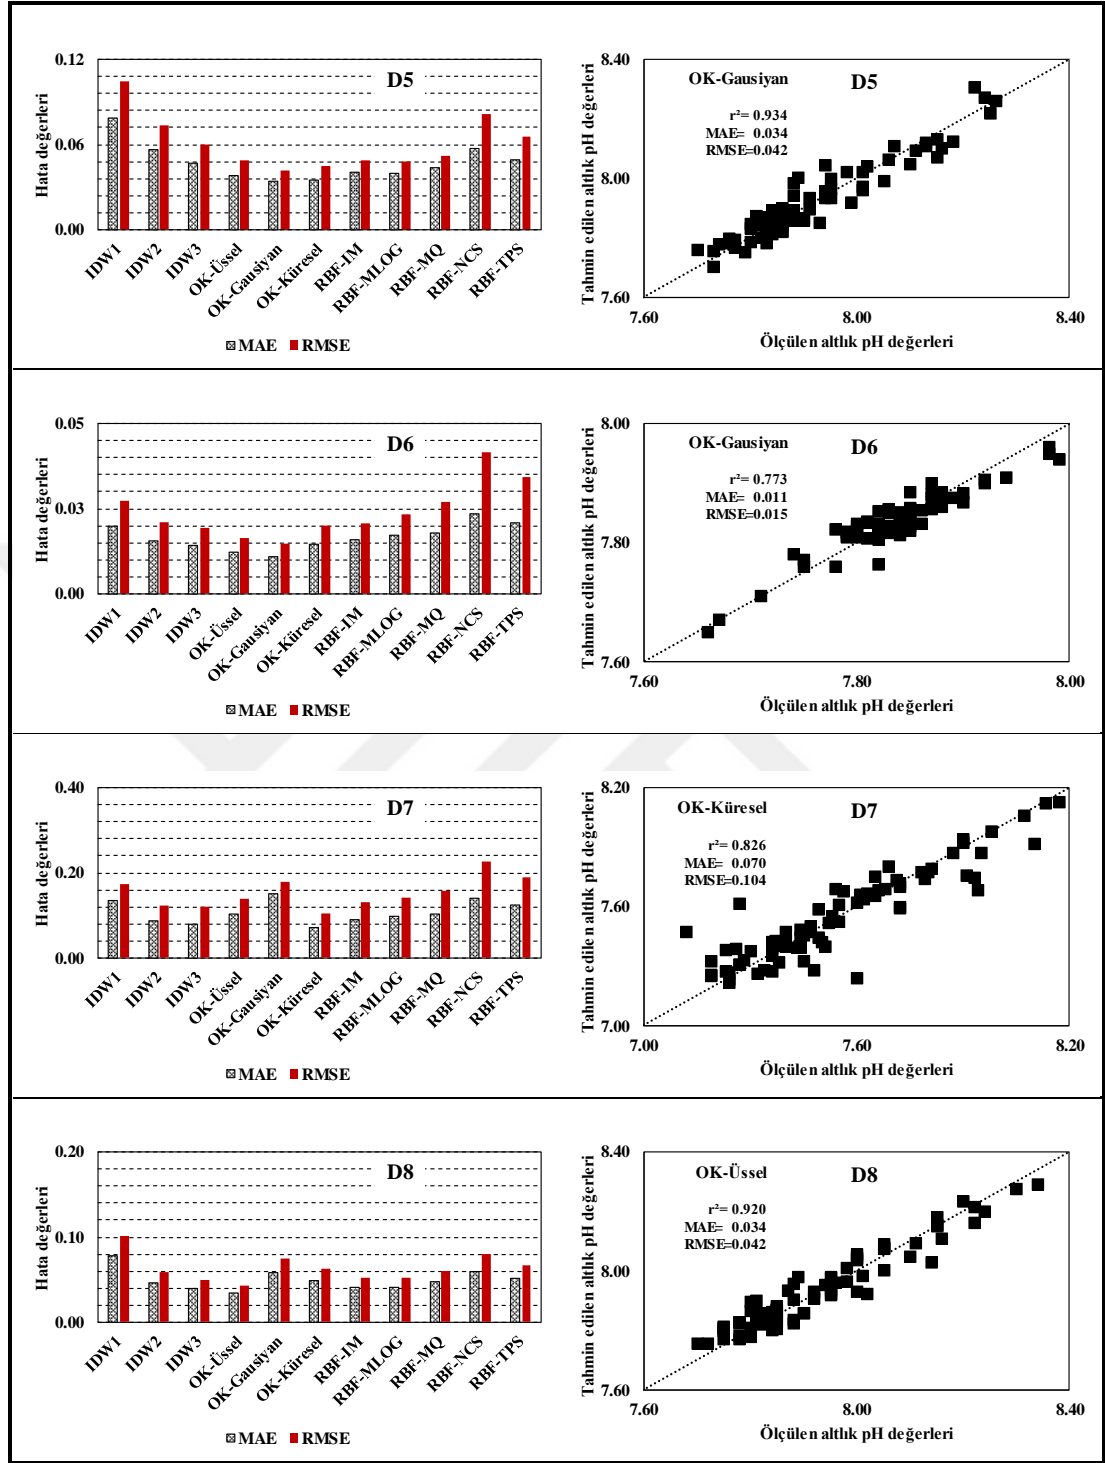 0.12
0.06
0.00
Hata değerleri
D5
IDW1
IDW2
IDW3
OK-Üssel
OK-Gausiyan
OK-Küresel
RBF-IM
RBF-MLOG
RBF-MQ
RBF-NCS
RBF-TPS
MAE RMSE
8.40
8.00
7.60
Tahmin edilen altlık pH değerleri
OK-Gausiyan D5
r²= 0.934
MAE= 0.034
RMSE=0.042
7.60 8.00 8.40
Ölçülen altlık pH değerleri
0.05
0.03
0.00
Hata değerleri
D6
IDW1
IDW2
IDW3
OK-Üssel
OK-Gausiyan
OK-Küresel
RBF-IM
RBF-MLOG
RBF-MQ
RBF-NCS
RBF-TPS
MAE RMSE
8.00
7.80
7.60
Tahmin edilen altlık pH değerleri
OK-Gausiyan D6
r²= 0.773
MAE= 0.011
RMSE=0.015
7.60 7.80 8.00
Ölçülen altlık pH değerleri
0.40
0.20
0.00
Hata değerleri
D7
IDW1
IDW2
IDW3
OK-Üssel
OK-Gausiyan
OK-Küresel
RBF-IM
RBF-MLOG
RBF-MQ
RBF-NCS
RBF-TPS
MAE RMSE
8.20
7.60
7.00
Tahmin edilen altlık pH değerleri
OK-Küresel D7
r²= 0.826
MAE= 0.070
RMSE=0.104
7.00 7.60 8.20
Ölçülen altlık pH değerleri
0.20
0.10
0.00
Hata değerleri
D8
IDW1
IDW2
IDW3
OK-Üssel
OK-Gausiyan
OK-Küresel
RBF-IM
RBF-MLOG
RBF-MQ
RBF-NCS
RBF-TPS
MAE RMSE
8.40
8.00
7.60
Tahmin edilen altlık pH değerleri
OK-Üssel D8
r²= 0.920
MAE= 0.034
RMSE=0.042
7.60 8.00 8.40
Ölçülen altlık pH değerleri